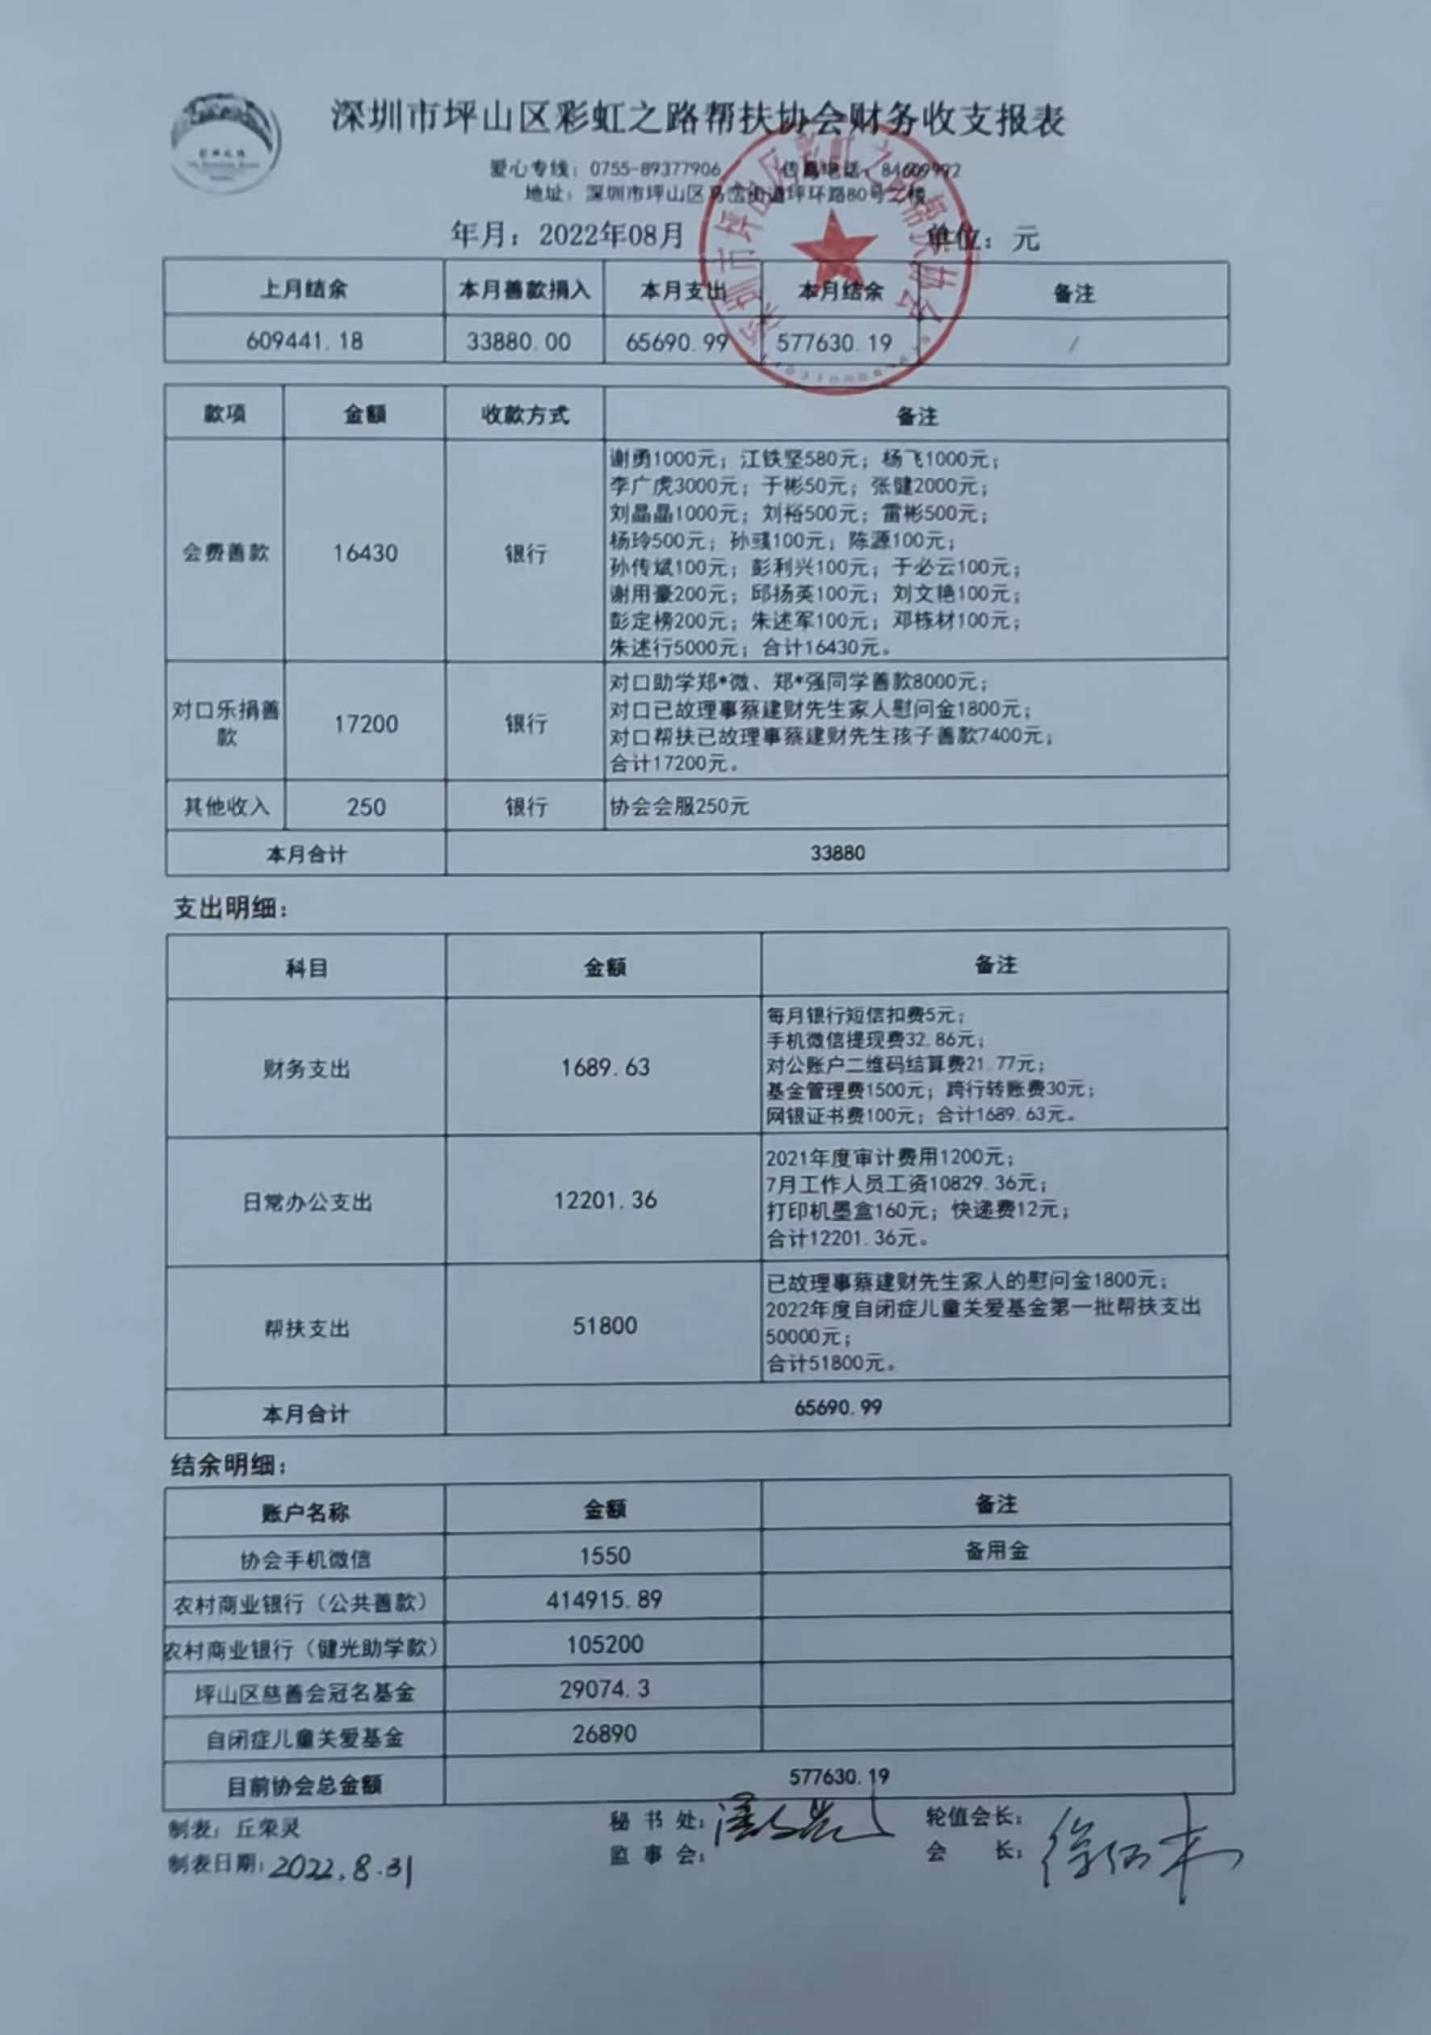 深圳市坪山区彩虹之路帮扶协会财务收支报表
爱心专线：0755-89377906 传真电话：84609992
地址：深圳市坪山区马峦街道坪环路80号二楼
年月：2022年08月 单位：元
上月结余 本月善款捐入 本月支出 本月结余 备注
609441.18 33880.00 65690.99 577630.19 /
款项 金额 收款方式 备注
会费善款 16430 银行
谢勇1000元；江铁坚580元；杨飞1000元；
李广虎3000元；于彬50元；张健2000元；
刘晶晶1000元；刘裕500元；雷彬500元；
杨玲500元；孙彧100元；陈源100元；
孙传斌100元；彭利兴100元；于必云100元；
谢用豪200元；邱扬英100元；刘文艳100元；
彭定榜200元；朱述军100元；邓栋材100元；
朱述行5000元；合计16430元。
对口乐捐善款 17200 银行
对口助学郑*微、郑*强同学善款8000元；
对口已故理事蔡建财先生家人慰问金1800元；
对口帮扶已故理事蔡建财先生孩子善款7400元；
合计17200元。
其他收入 250 银行 协会会服250元
本月合计 33880
支出明细：
科目 金额 备注
财务支出 1689.63
每月银行短信扣费5元；
手机微信提现费32.86元；
对公账户二维码结算费21.77元；
基金管理费1500元；跨行转账费30元；
网银证书费100元；合计1689.63元。
日常办公支出 12201.36
2021年度审计费用1200元；
7月工作人员工资10829.36元；
打印机墨盒160元；快递费12元；
合计12201.36元。
帮扶支出 51800
已故理事蔡建财先生家人的慰问金1800元；
2022年度自闭症儿童关爱基金第一批帮扶支出
50000元；
合计51800元。
本月合计 65690.99
结余明细：
账户名称 金额 备注
协会手机微信 1550 备用金
农村商业银行（公共善款） 414915.89
农村商业银行（健光助学款） 105200
坪山区慈善会冠名基金 29074.3
自闭症儿童关爱基金 26890
目前协会总金额 577630.19
制表：丘荣灵 秘书处： 轮值会长：
制表日期：2022.8.31 监事会： 会长：